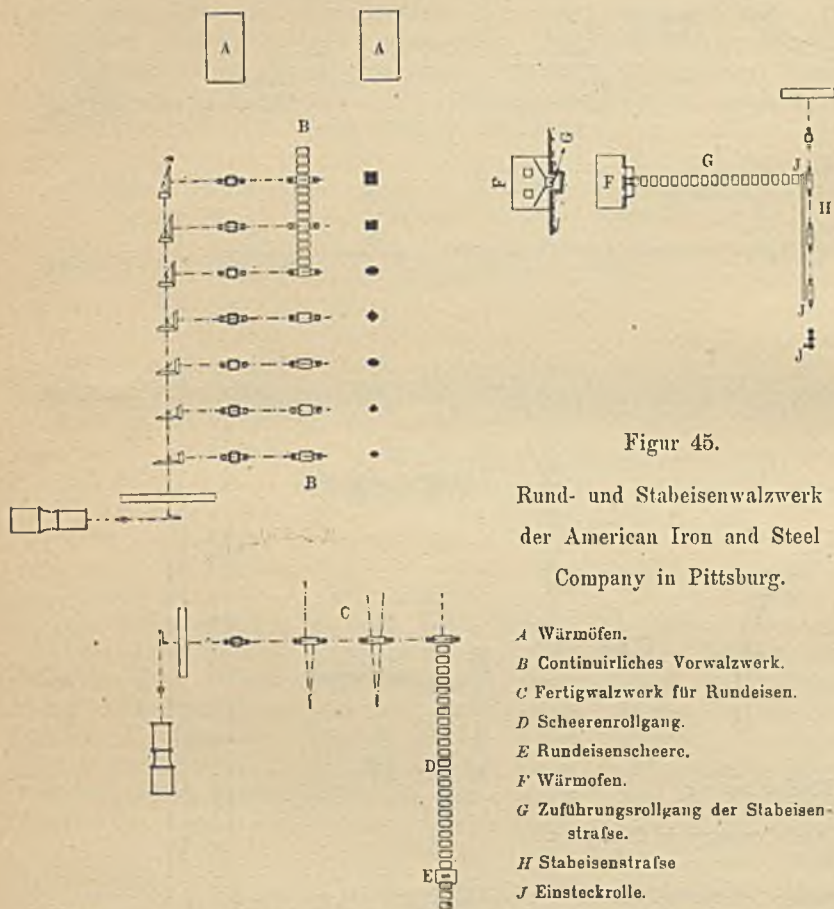 A A
B
G
F
F
G
J
H
J
J
B
C
D
E
Figur 45.
Rund- und Stabeisenwalzwerk
der American Iron and Steel
Company in Pittsburg.
A Wärmöfen.
B Continuirliches Vorwalzwerk.
C Fertigwalzwerk für Rundeisen.
D Scheerenrollgang.
E Rundeisenscheere.
F Wärmofen.
G Zuführungsrollgang der Stabeisen-
strafse.
H Stabeisenstrafse
J Einsteckrolle.